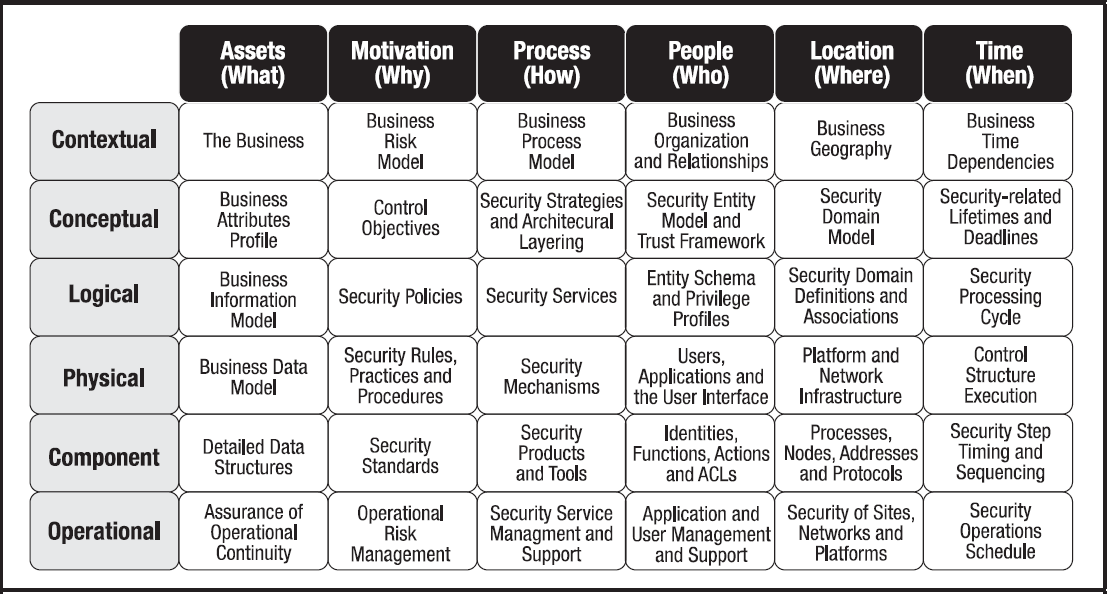 Assets
(What)
Motivation
(Why)
Process
(How)
People
(Who)
Location
(Where)
Time
(When)
Contextual
The Business
Business
Risk
Model
Business
Process
Model
Business
Organization
and Relationships
Business
Geography
Business
Time
Dependencies
Conceptual
Business
Attributes
Profile
Control
Objectives
Security Strategies
and Architecural
Layering
Security Entity
Model and
Trust Framework
Security
Domain
Model
Security-related
Lifetimes and
Deadlines
Logical
Business
Information
Model
Security Policies
Security Services
Entity Schema
and Privilege
Profiles
Security Domain
Definitions and
Associations
Security
Processing
Cycle
Physical
Business Data
Model
Security Rules,
Practices and
Procedures
Security
Mechanisms
Users,
Applications and
the User Interface
Platform and
Network
Infrastructure
Control
Structure
Execution
Component
Detailed Data
Structures
Security
Standards
Security
Products
and Tools
Identities,
Functions, Actions
and ACLs
Processes,
Nodes, Addresses
and Protocols
Security Step
Timing and
Sequencing
Operational
Assurance of
Operational
Continuity
Operational
Risk
Management
Security Service
Managment and
Support
Application and
User Management
and Support
Security of Sites,
Networks and
Platforms
Security
Operations
Schedule